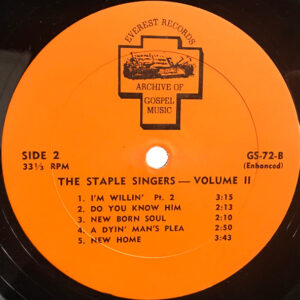 EVEREST RECORDS
ARCHIVE OF
GOSPEL
MUSIC
SIDE 2
33⅓ RPM
GS-72-B
(Enhanced)
THE STAPLE SINGERS — VOLUME II
1. I'M WILLIN' Pt. 2 3:15
2. DO YOU KNOW HIM 2:13
3. NEW BORN SOUL 2:10
4. A DYIN' MAN'S PLEA 2:50
5. NEW HOME 3:43